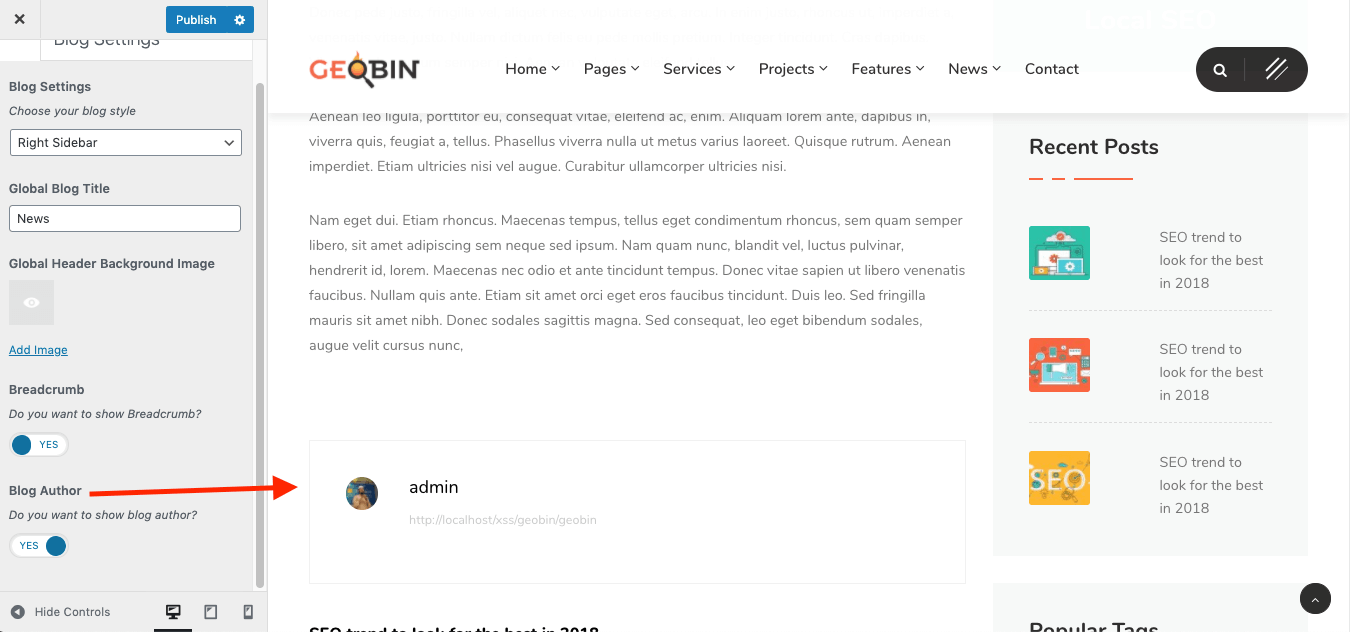 Publish
Blog Settings
Blog Settings
Choose your blog style
Right Sidebar
Global Blog Title
News
Global Header Background Image
Add Image
Breadcrumb
Do you want to show Breadcrumb?
YES
Blog Author
Do you want to show blog author?
YES
Hide Controls
Local SEO
GEOBIN
Home Pages Services Projects Features News Contact
Aenean leo ligula, porttitor eu, consequat vitae, eleifend ac, enim. Aliquam lorem ante, dapibus in,
viverra quis, feugiat a, tellus. Phasellus viverra nulla ut metus varius laoreet. Quisque rutrum. Aenean
imperdiet. Etiam ultricies nisi vel augue. Curabitur ullamcorper ultricies nisi.
Nam eget dui. Etiam rhoncus. Maecenas tempus, tellus eget condimentum rhoncus, sem quam semper
libero, sit amet adipiscing sem neque sed ipsum. Nam quam nunc, blandit vel, luctus pulvinar,
hendrerit id, lorem. Maecenas nec odio et ante tincidunt tempus. Donec vitae sapien ut libero venenatis
faucibus. Nullam quis ante. Etiam sit amet orci eget eros faucibus tincidunt. Duis leo. Sed fringilla
mauris sit amet nibh. Donec sodales sagittis magna. Sed consequat, leo eget bibendum sodales,
augue velit cursus nunc,
admin
http://localhost/xss/geobin/geobin
SEO trend to look for the best in 2018
Recent Posts
SEO trend to
look for the best
in 2018
SEO trend to
look for the best
in 2018
SEO
SEO trend to
look for the best
in 2018
Popular Tags